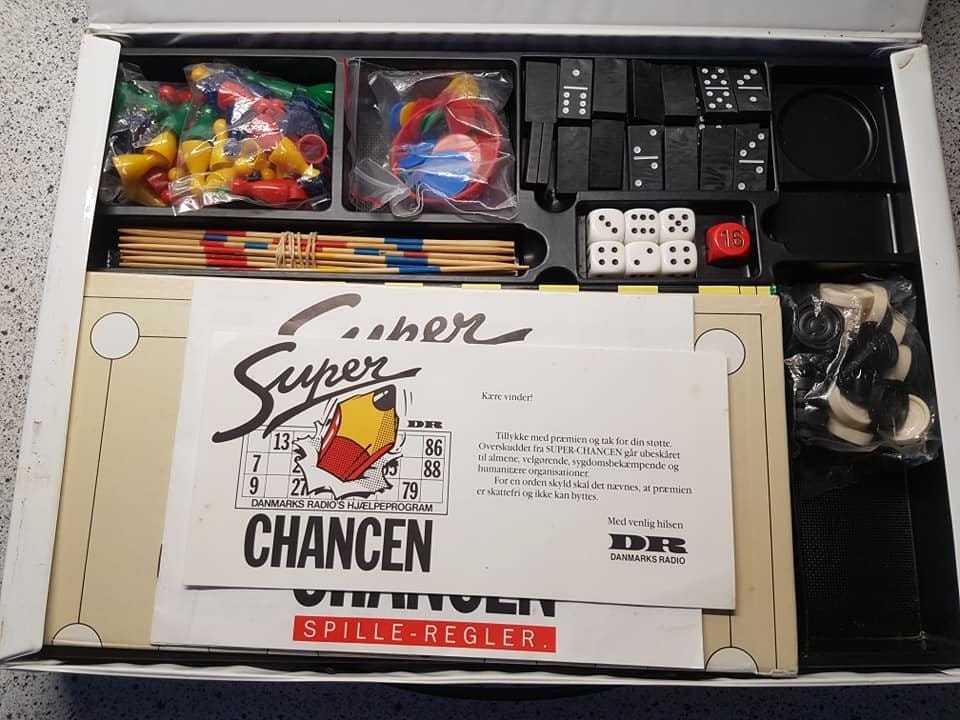 16
Super
Super
DR
13 86
7 88
9 27 79
DANMARKS RADIO'S HJÆLPEPROGRAM
CHANCEN
Kære vinder!
Tillykke med præmien og tak for din støtte.
Overskuddet fra SUPER-CHANCEN går ubeskåret
til almene, velgørende, sygdomsbekæmpende og
humanitære organisationer.
For en orden skyld skal det nævnes, at præmien
er skattefri og ikke kan byttes.
Med venlig hilsen
DR
DANMARKS RADIO
CHANCEN
SPILLE-REGLER.